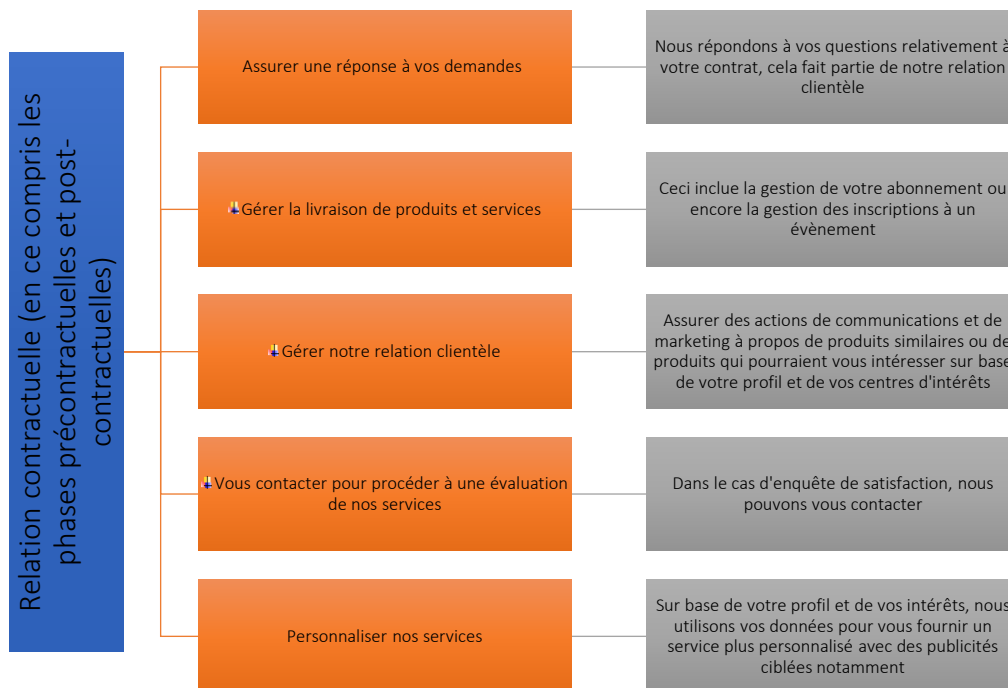 Relation contractuelle (en ce compris les
phases précontractuelles et post-
contractuelles)
Assurer une réponse à vos demandes
Nous répondons à vos questions relativement à
votre contrat, cela fait partie de notre relation
clientèle
Gérer la livraison de produits et services
Ceci inclue la gestion de votre abonnement ou
encore la gestion des inscriptions à un
évènement
Gérer notre relation clientèle
Assurer des actions de communications et de
marketing à propos de produits similaires ou de
produits qui pourraient vous intéresser sur base
de votre profil et de vos centres d'intérêts
Vous contacter pour procéder à une évaluation
de nos services
Dans le cas d'enquête de satisfaction, nous
pouvons vous contacter
Personnaliser nos services
Sur base de votre profil et de vos intérêts, nous
utilisons vos données pour vous fournir un
service plus personnalisé avec des publicités
ciblées notamment